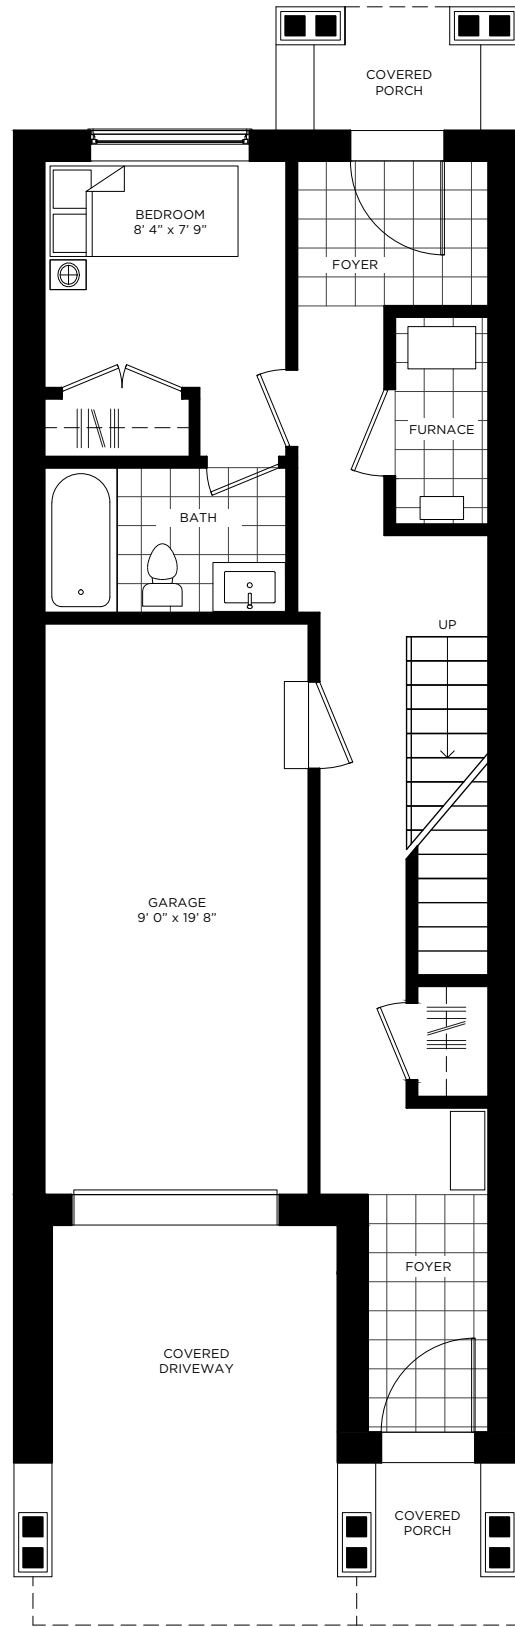 COVERED
PORCH
BEDROOM
8' 4” x 7' 9”
FOYER
FURNACE
BATH
UP
GARAGE
9' 0” x 19' 8”
FOYER
COVERED
DRIVEWAY
COVERED
PORCH